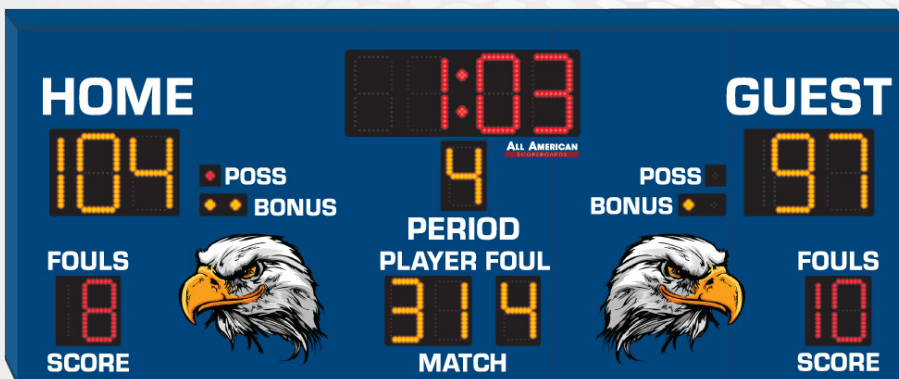 HOME
1:03
GUEST
104
ALL AMERICAN
SCOREBOARDS
97
POSS
4
POSS
BONUS
BONUS
PERIOD
FOULS
PLAYER FOUL
FOULS
8
31 4
10
SCORE
MATCH
SCORE